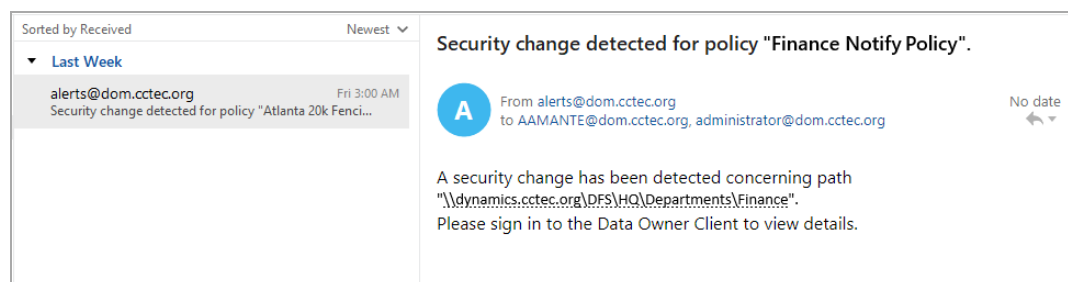 Sorted by Received Newest
Last Week
alerts@dom.cctec.org Fri 3:00 AM
Security change detected for policy "Atlanta 20k Fenci...
Security change detected for policy "Finance Notify Policy".
A
From alerts@dom.cctec.org No date
to AAMANTE@dom.cctec.org, administrator@dom.cctec.org
A security change has been detected concerning path
"\\dynamics.cctec.org\DFS\HQ\Departments\Finance".
Please sign in to the Data Owner Client to view details.